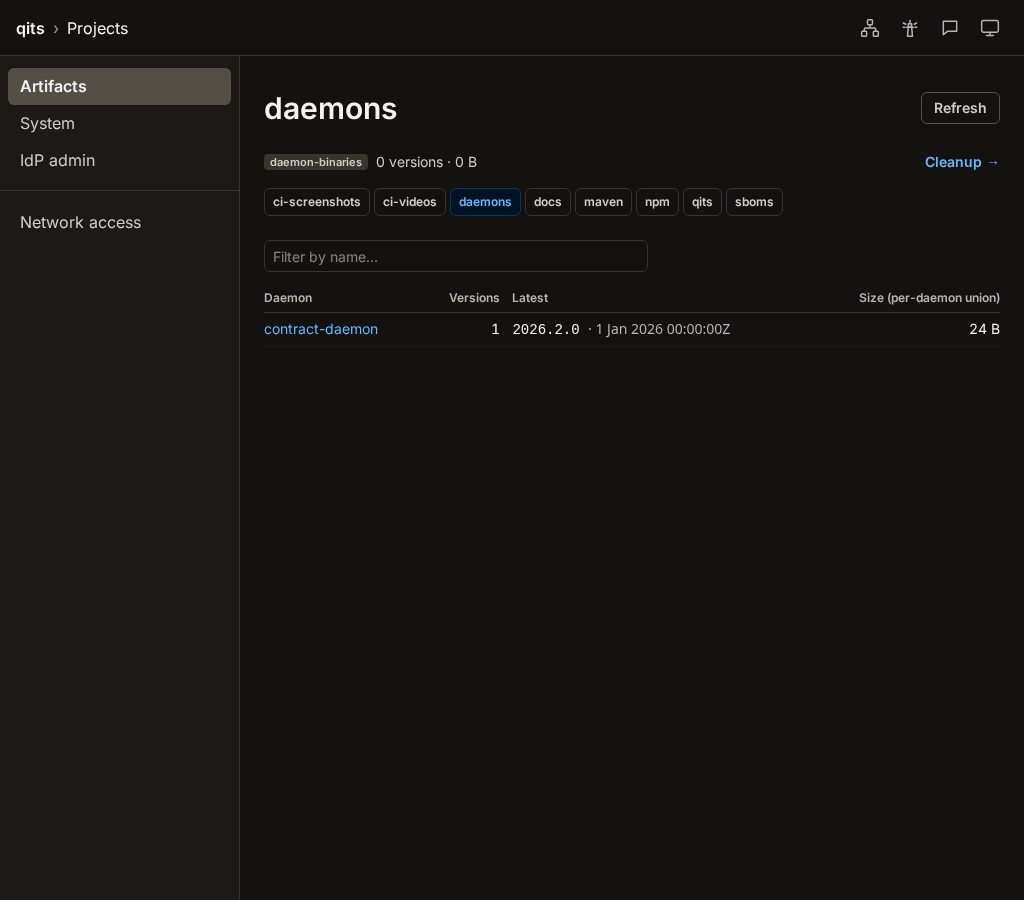 qits › Projects
Artifacts
System
IdP admin
Network access
daemons
Refresh
daemon-binaries 0 versions · 0 B
Cleanup →
ci-screenshots ci-videos daemons docs maven npm qits sboms
Filter by name...
Daemon Versions Latest Size (per-daemon union)
contract-daemon 1 2026.2.0 · 1 Jan 2026 00:00:00Z 24 B